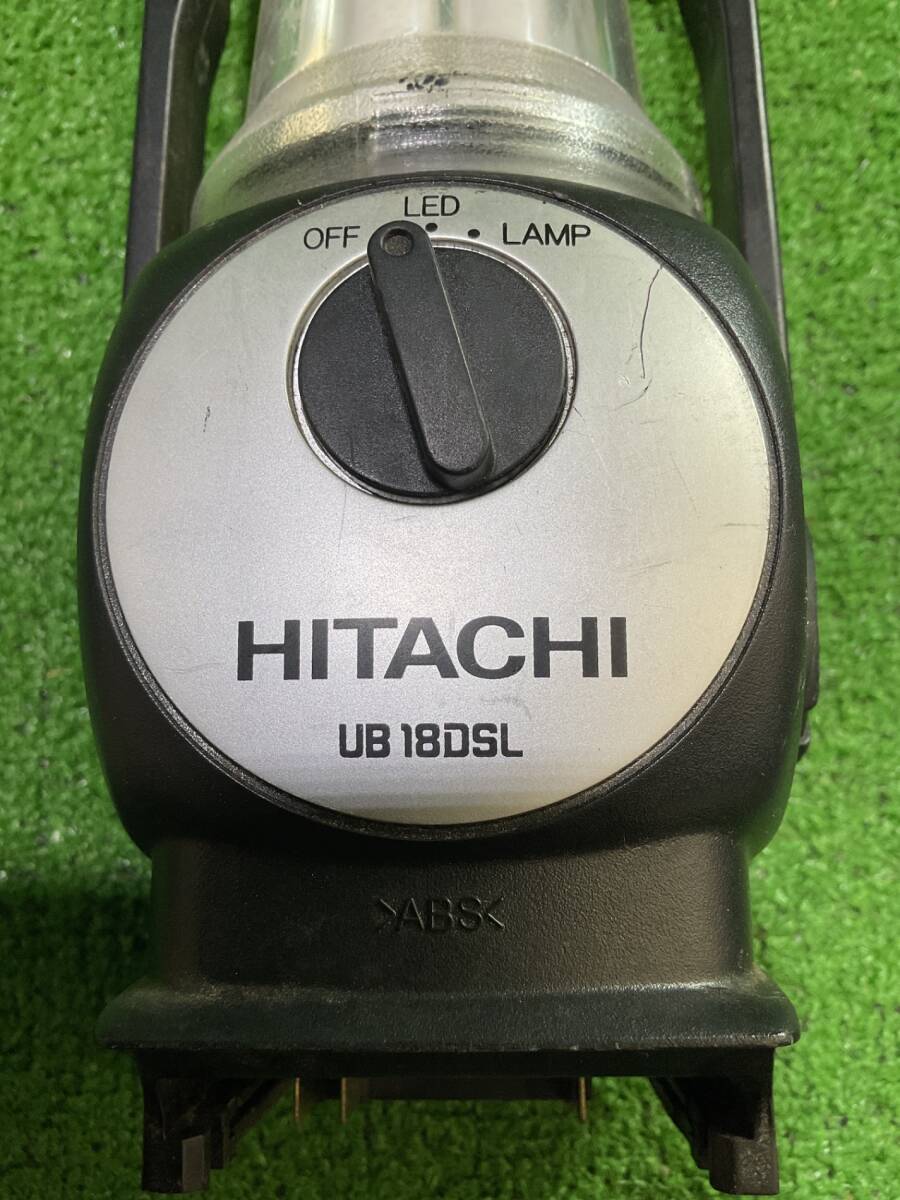 LED
OFF LAMP
HITACHI
UB 18DSL
>ABS<